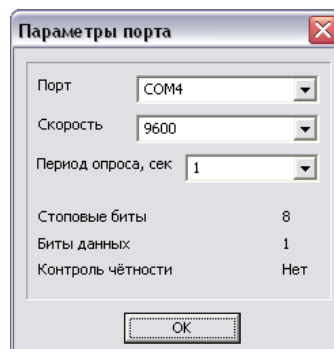 Параметры порта
Порт COM4
Скорость 9600
Период опроса, сек 1
Стоповые биты 8
Биты данных 1
Контроль чётности Нет
OK